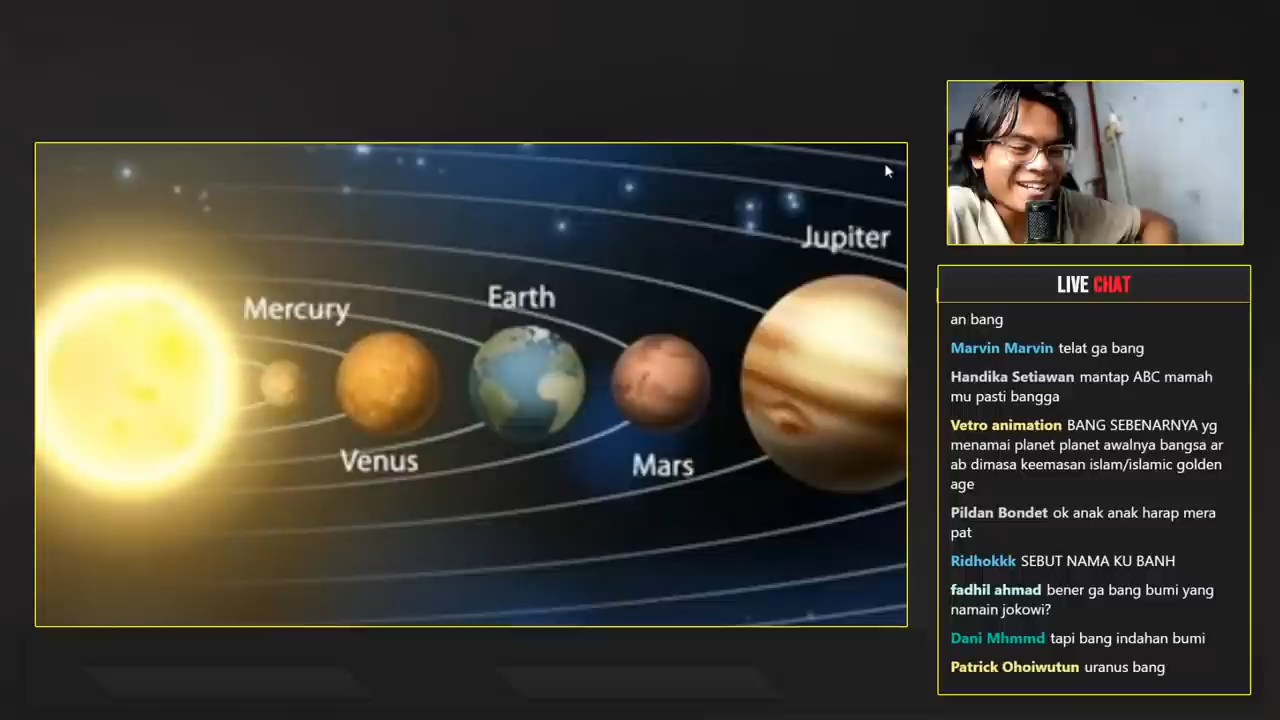 Jupiter
Earth
Mercury
Venus
Mars
LIVE CHAT
an bang
Marvin Marvin telat ga bang
Handika Setiawan mantap ABC mamah
mu pasti bangga
Vetro animation BANG SEBENARNYA yg
menamai planet planet awalnya bangsa ar
ab dimasa keemasan islam/islamic golden
age
Pildan Bondet ok anak anak harap mera
pat
Ridhokkk SEBUT NAMA KU BANH
fadhil ahmad bener ga bang bumi yang
namain jokowi?
Dani Mhmmd tapi bang indahan bumi
Patrick Ohoiwutun uranus bang